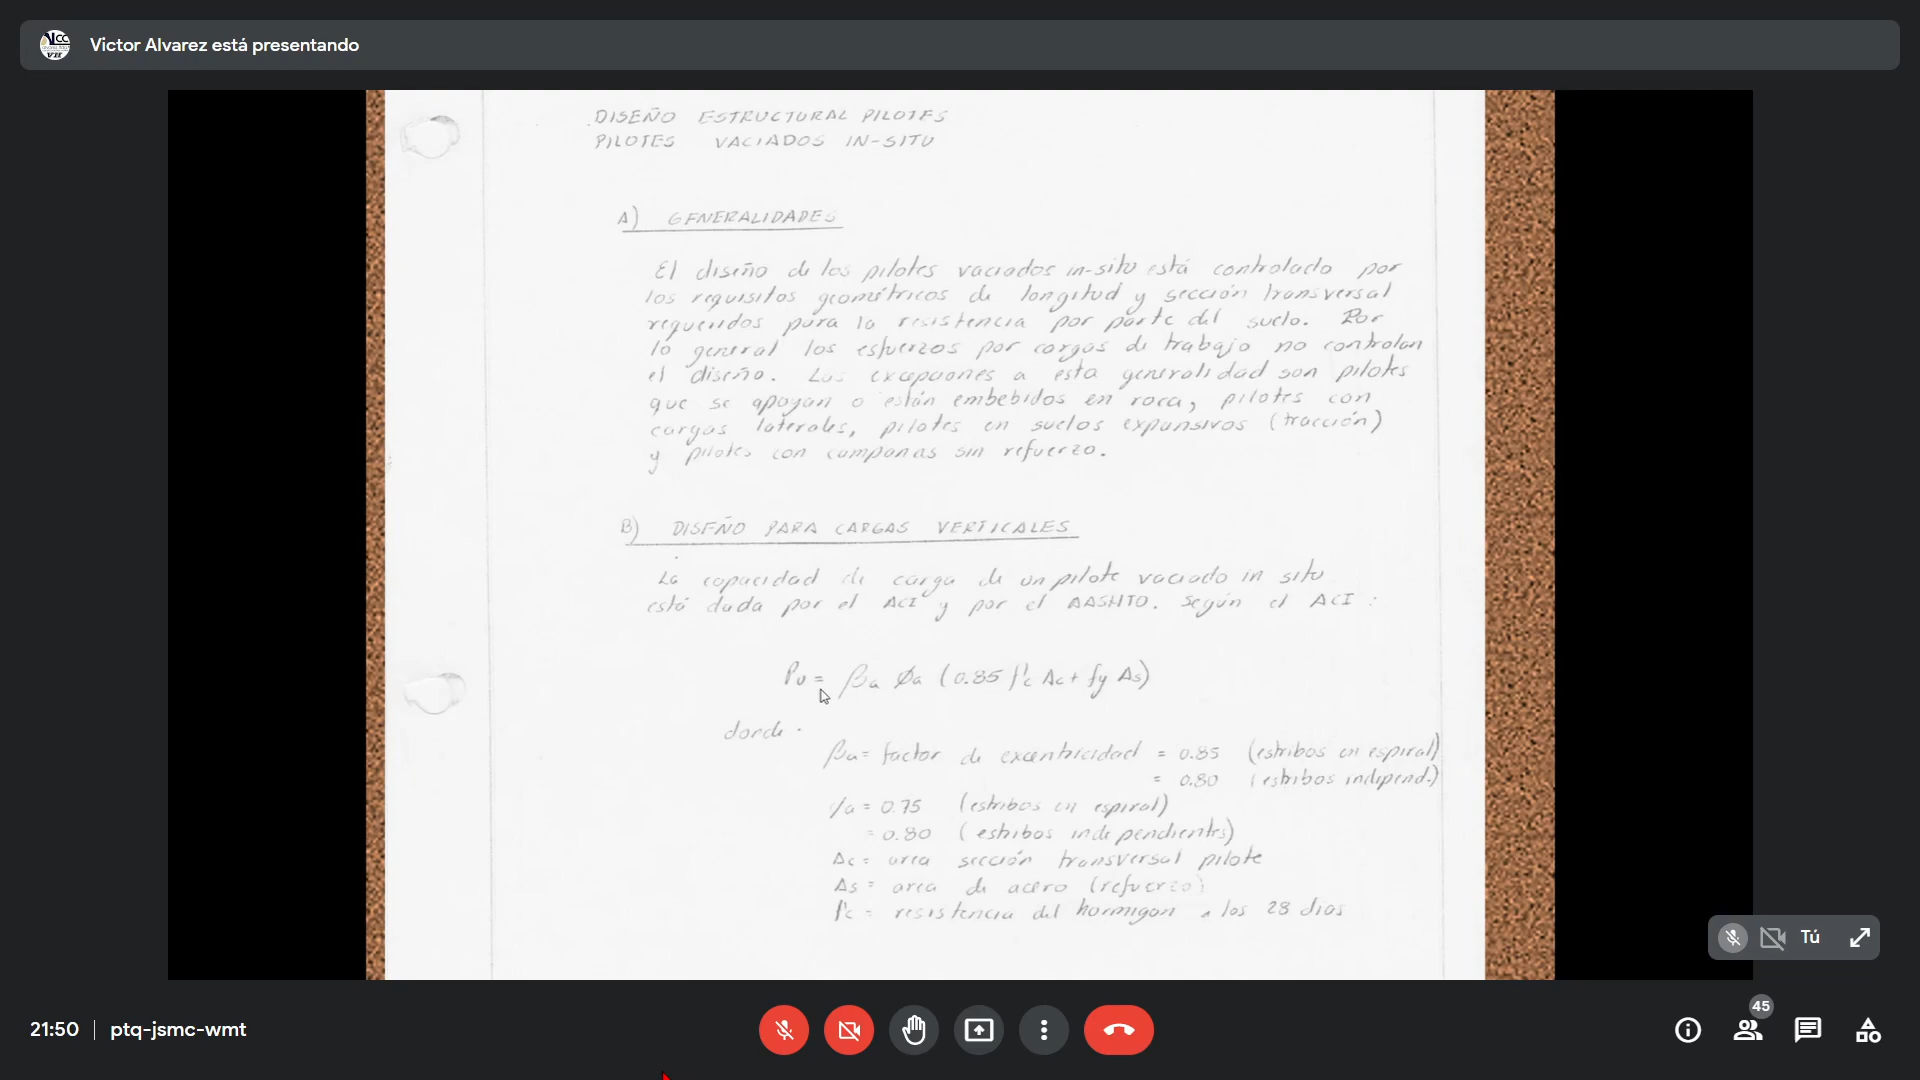 Victor Alvarez está presentando
DISEÑO ESTRUCTURAL PILOTES
PILOTES VACIADOS IN-SITU
A) GENERALIDADES
El diseño de los pilotes vaciados in-situ está controlado por
los requisitos geométricos de longitud y sección transversal
requeridos para la resistencia por parte del suelo. Por
lo general los esfuerzos por cargas de trabajo no controlan
el diseño. Las excepciones a esta generalidad son pilotes
que se apoyan o están embebidos en roca, pilotes con
cargas laterales, pilotes en suelos expansivos (tracción)
y pilotes con campanas sin refuerzo.
B) DISEÑO PARA CARGAS VERTICALES
La capacidad de carga de un pilote vaciado in situ
está dada por el ACI y por el AASHTO. Según el ACI :
Pu = βa Øa (0.85 f'c Ac + fy As)
donde :
βa = factor de excentricidad = 0.85 (estribos en espiral)
= 0.80 (estribos independ.)
Øa = 0.75 (estribos en espiral)
= 0.80 (estribos independientes)
Ac = area sección transversal pilote
As = area de acero (refuerzo)
f'c = resistencia del hormigon a los 28 dias
Tú
45
21:50 | ptq-jsmc-wmt